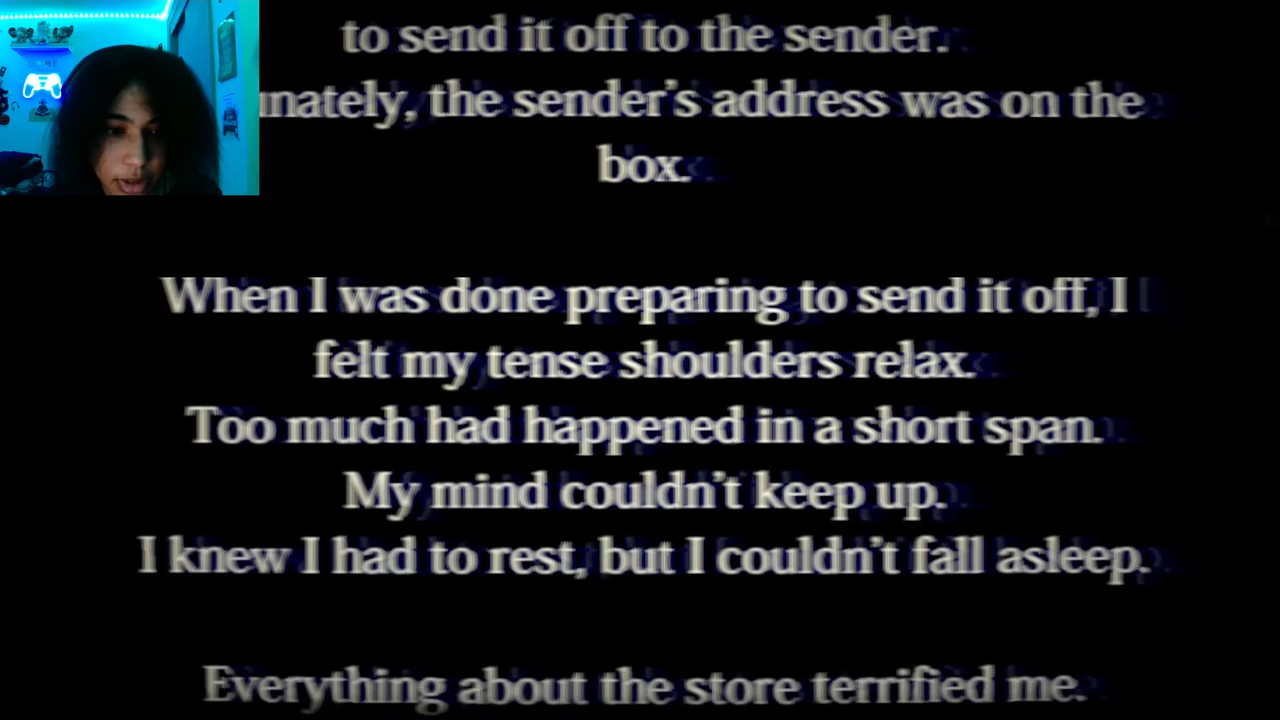 to send it off to the sender.
unately, the sender's address was on the
box.
When I was done preparing to send it off, I
felt my tense shoulders relax.
Too much had happened in a short span.
My mind couldn't keep up.
I knew I had to rest, but I couldn't fall asleep.
Everything about the store terrified me.